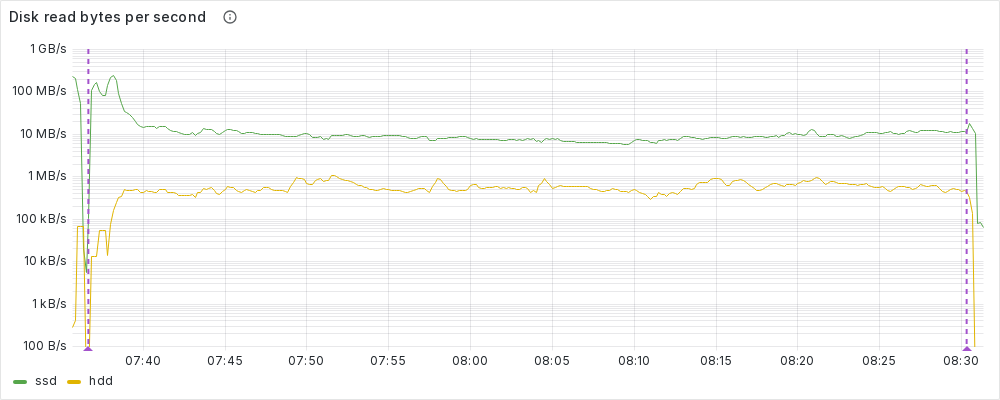 Disk read bytes per second
1 GB/s
100 MB/s
10 MB/s
1 MB/s
100 kB/s
10 kB/s
1 kB/s
100 B/s
07:40 07:45 07:50 07:55 08:00 08:05 08:10 08:15 08:20 08:25 08:30
ssd hdd